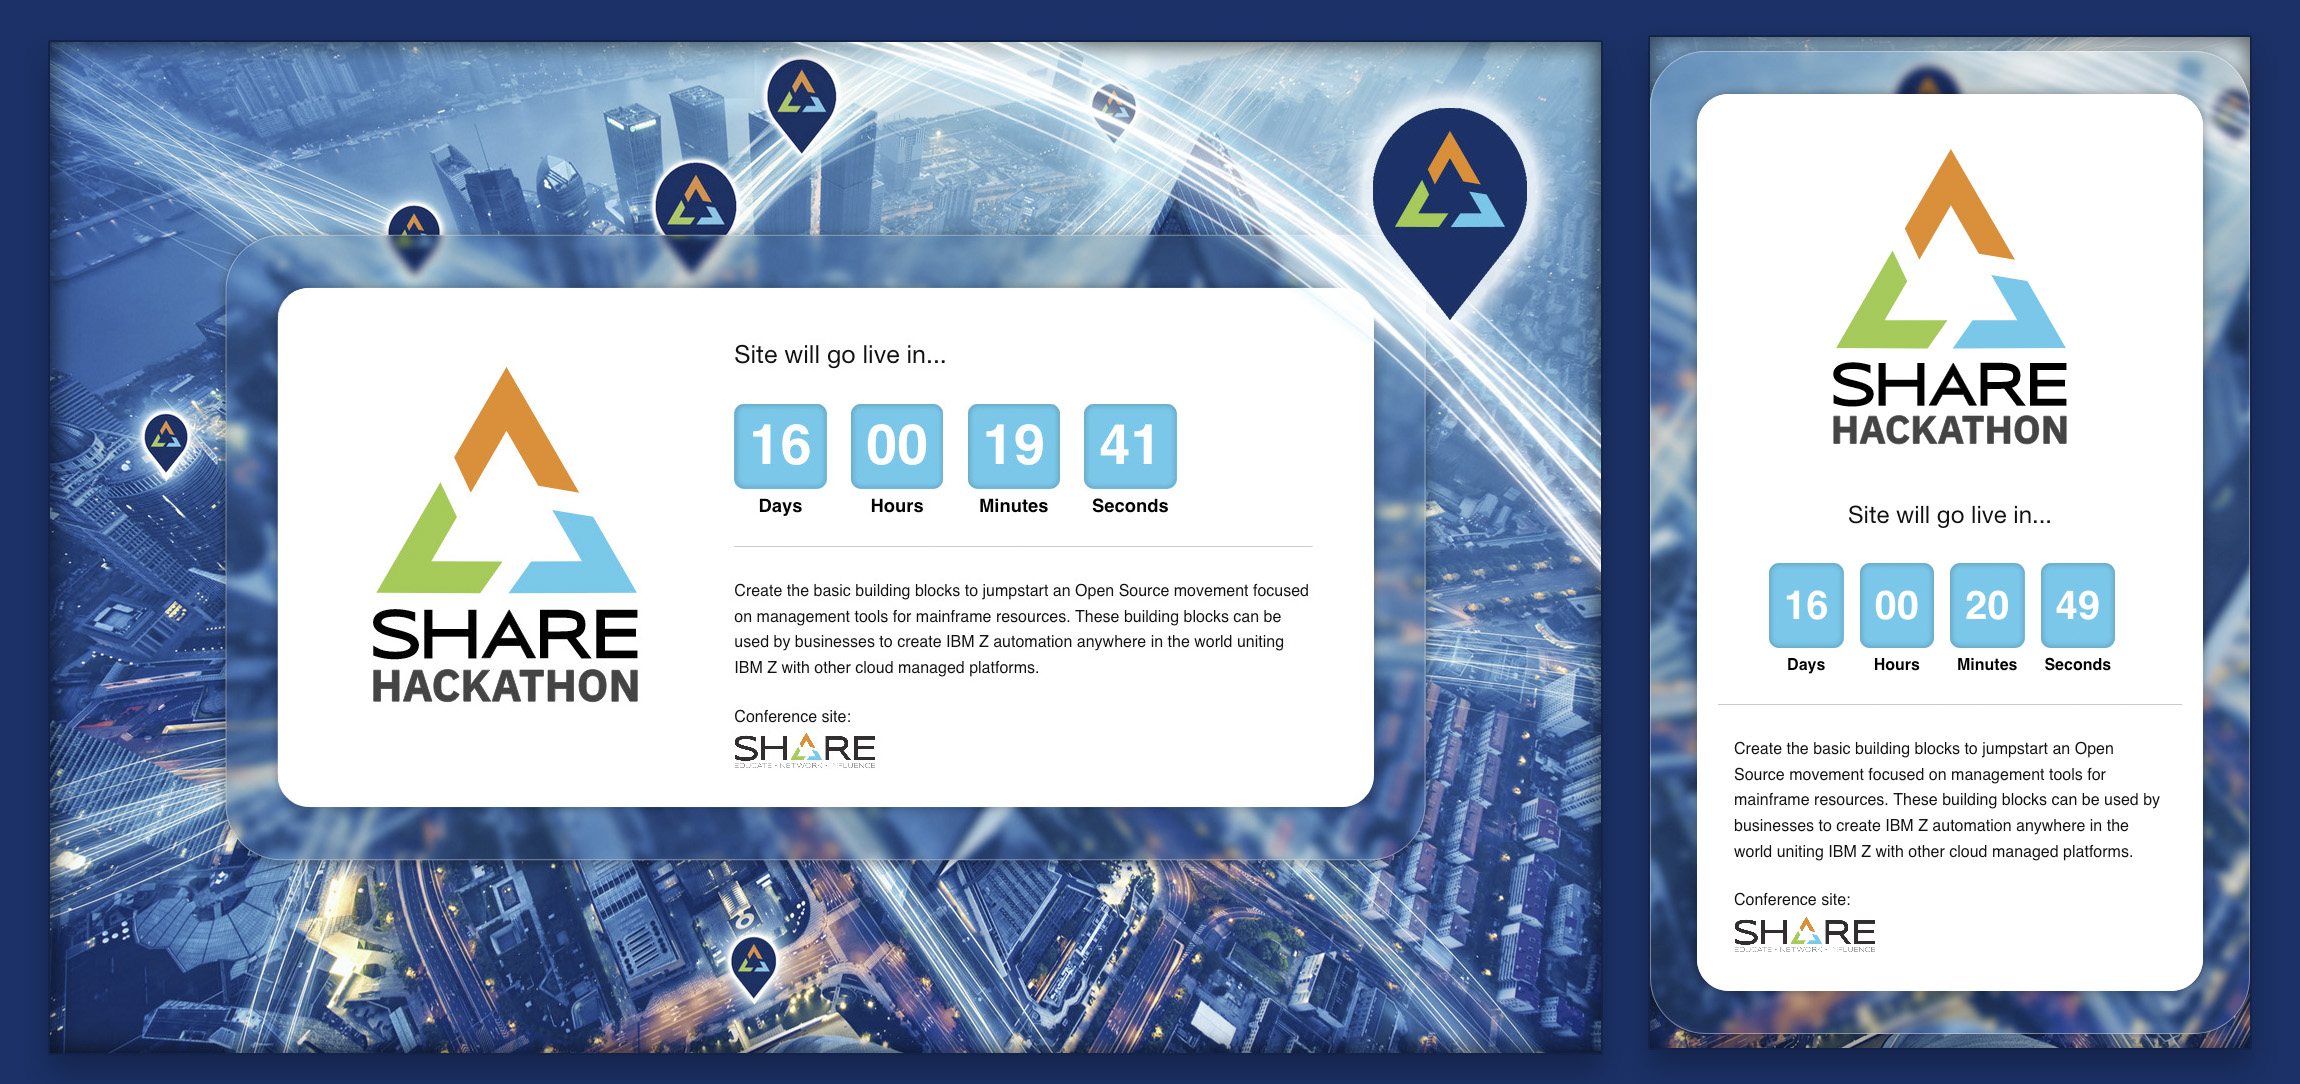 Site will go live in...
16 00 19 41
Days Hours Minutes Seconds
SHARE
HACKATHON
Create the basic building blocks to jumpstart an Open Source movement focused
on management tools for mainframe resources. These building blocks can be
used by businesses to create IBM Z automation anywhere in the world uniting
IBM Z with other cloud managed platforms.
Conference site:
SHARE
EDUCATE • NETWORK • INFLUENCE
SHARE
HACKATHON
Site will go live in...
16 00 20 49
Days Hours Minutes Seconds
Create the basic building blocks to jumpstart an Open
Source movement focused on management tools for
mainframe resources. These building blocks can be used by
businesses to create IBM Z automation anywhere in the
world uniting IBM Z with other cloud managed platforms.
Conference site:
SHARE
EDUCATE • NETWORK • INFLUENCE